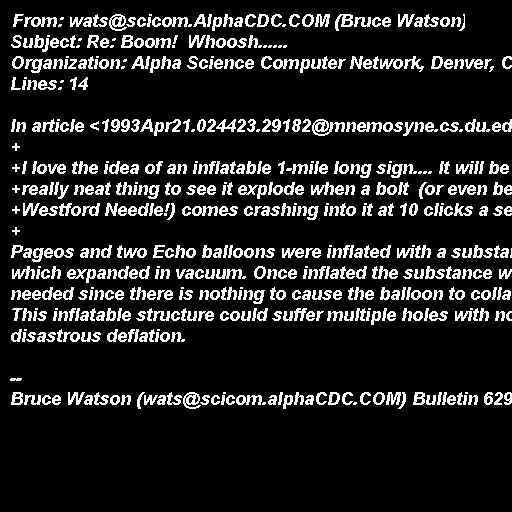 From: wats@scicom.AlphaCDC.COM (Bruce Watson)
Subject: Re: Boom!  Whoosh......
Organization: Alpha Science Computer Network, Denver, C
Lines: 14

In article <1993Apr21.024423.29182@mnemosyne.cs.du.ed
+
+I love the idea of an inflatable 1-mile long sign.... It will be
+really neat thing to see it explode when a bolt  (or even be
+Westford Needle!) comes crashing into it at 10 clicks a se
+
Pageos and two Echo balloons were inflated with a substan
which expanded in vacuum. Once inflated the substance w
needed since there is nothing to cause the balloon to colla
This inflatable structure could suffer multiple holes with no
disastrous deflation.

--
Bruce Watson (wats@scicom.alphaCDC.COM) Bulletin 629